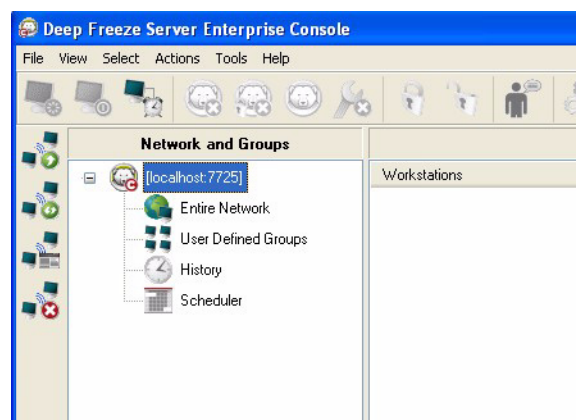 Deep Freeze Server Enterprise Console
File View Select Actions Tools Help
Network and Groups
[localhost:7725]
Workstations
Entire Network
User Defined Groups
History
Scheduler